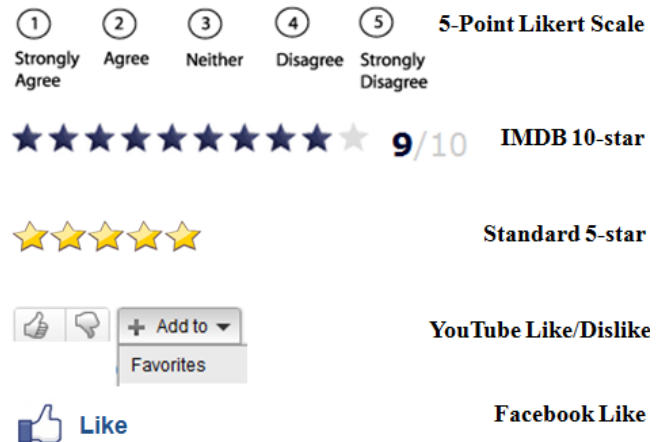 1 2 3 4 5 5-Point Likert Scale
Strongly Agree Neither Disagree Strongly
Agree Disagree
9/10 IMDB 10-star
Standard 5-star
+ Add to
YouTube Like/Dislike
Favorites
Like Facebook Like